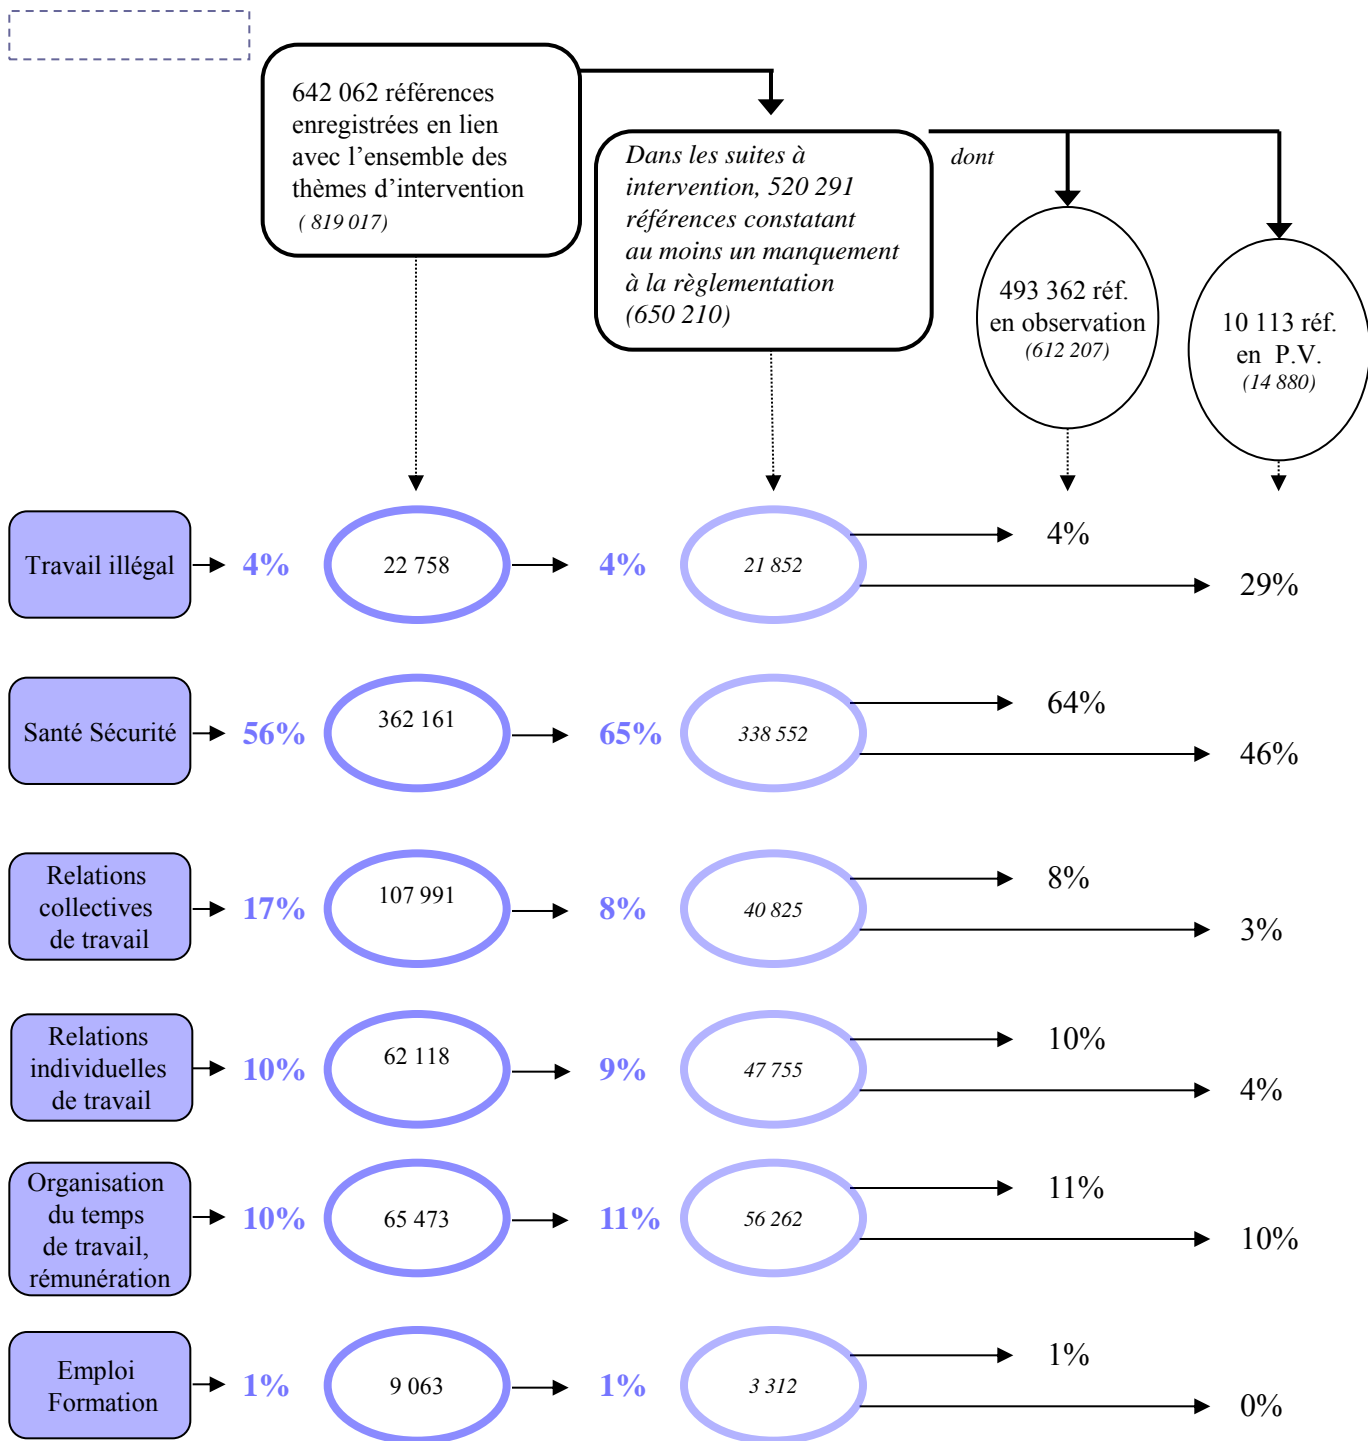 642 062 références
enregistrées en lien
avec l’ensemble des
thèmes d’intervention
( 819 017)
Dans les suites à
intervention, 520 291
références constatant
au moins un manquement
à la règlementation
(650 210)
dont
493 362 réf.
en observation
(612 207)
10 113 réf.
en P.V.
(14 880)
Travail illégal
4%
22 758
4%
21 852
4%
29%
Santé Sécurité
56%
362 161
65%
338 552
64%
46%
Relations
collectives
de travail
17%
107 991
8%
40 825
8%
3%
Relations
individuelles
de travail
10%
62 118
9%
47 755
10%
4%
Organisation
du temps
de travail,
rémunération
10%
65 473
11%
56 262
11%
10%
Emploi
Formation
1%
9 063
1%
3 312
1%
0%